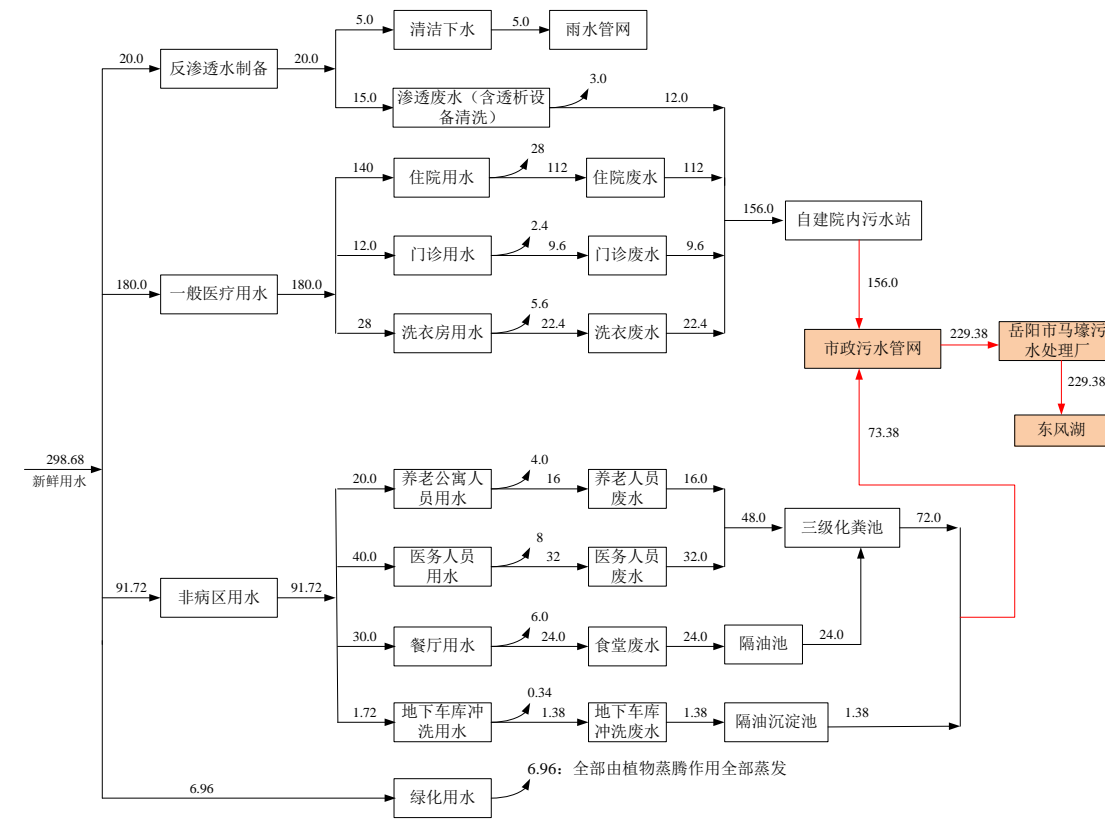 5.0
清洁下水
5.0
雨水管网
20.0
反渗透水制备
20.0
15.0
渗透废水（含透析设
备清洗）
3.0
12.0
140
住院用水
28
112
住院废水
112
156.0
自建院内污水站
12.0
门诊用水
2.4
9.6
门诊废水
9.6
180.0
一般医疗用水
180.0
156.0
28
洗衣房用水
5.6
22.4
洗衣废水
22.4
市政污水管网
229.38
岳阳市马壕污
水处理厂
229.38
东风湖
73.38
298.68
新鲜用水
20.0
养老公寓人
员用水
4.0
16
养老人员
废水
16.0
48.0
三级化粪池
72.0
40.0
医务人员
用水
8
32
医务人员
废水
32.0
91.72
非病区用水
91.72
30.0
餐厅用水
6.0
24.0
食堂废水
24.0
隔油池
24.0
1.72
地下车库冲
洗用水
0.34
1.38
地下车库
冲洗废水
1.38
隔油沉淀池
1.38
6.96
绿化用水
6.96：全部由植物蒸腾作用全部蒸发